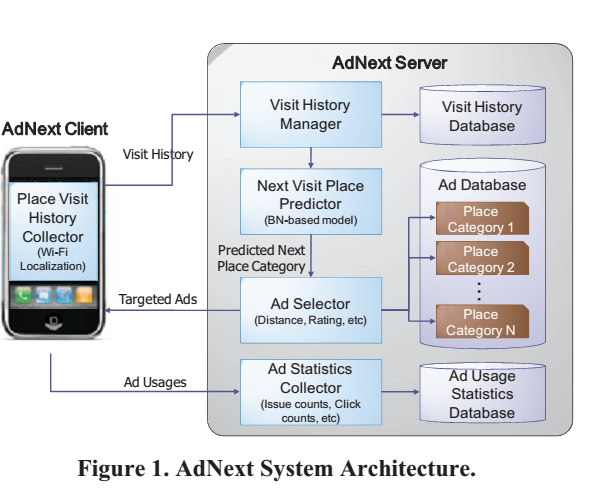 AdNext Server
AdNext Client
Visit History
Manager
Visit History
Database
Visit History
Place Visit
History
Collector
(Wi-Fi
Localization)
Next Visit Place
Predictor
(BN-based model)
Ad Database
Place
Category 1
Place
Category 2
Place
Category N
Predicted Next
Place Category
Targeted Ads
Ad Selector
(Distance, Rating, etc)
Ad Usages
Ad Statistics
Collector
(Issue counts, Click
counts, etc)
Ad Usage
Statistics
Database
Figure 1. AdNext System Architecture.